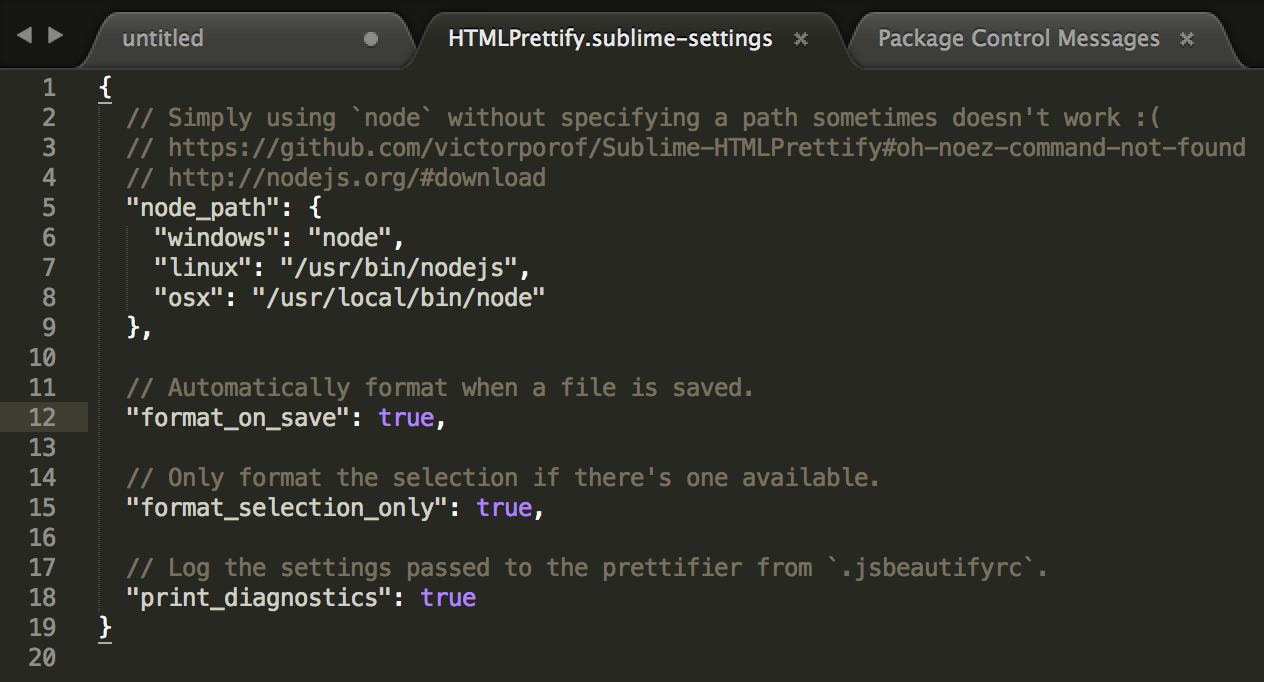 untitled HTMLPrettify.sublime-settings Package Control Messages
1 {
2 // Simply using `node` without specifying a path sometimes doesn't work :(
3 // https://github.com/victorporof/Sublime-HTMLPrettify#oh-noez-command-not-found
4 // http://nodejs.org/#download
5 "node_path": {
6 "windows": "node",
7 "linux": "/usr/bin/nodejs",
8 "osx": "/usr/local/bin/node"
9 },
10
11 // Automatically format when a file is saved.
12 "format_on_save": true,
13
14 // Only format the selection if there's one available.
15 "format_selection_only": true,
16
17 // Log the settings passed to the prettifier from `.jsbeautifyrc`.
18 "print_diagnostics": true
19 }
20